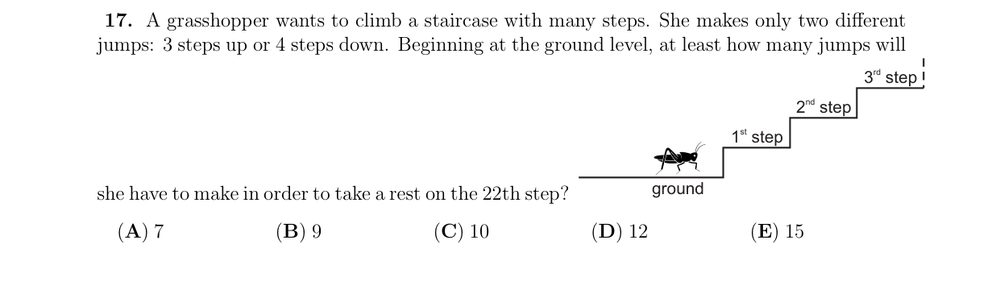 17. A grasshopper wants to climb a staircase with many steps. She makes only two different
jumps: 3 steps up or 4 steps down. Beginning at the ground level, at least how many jumps will
3rd step
2nd step
1st step
she have to make in order to take a rest on the 22th step?
ground
(A) 7 (B) 9 (C) 10 (D) 12 (E) 15